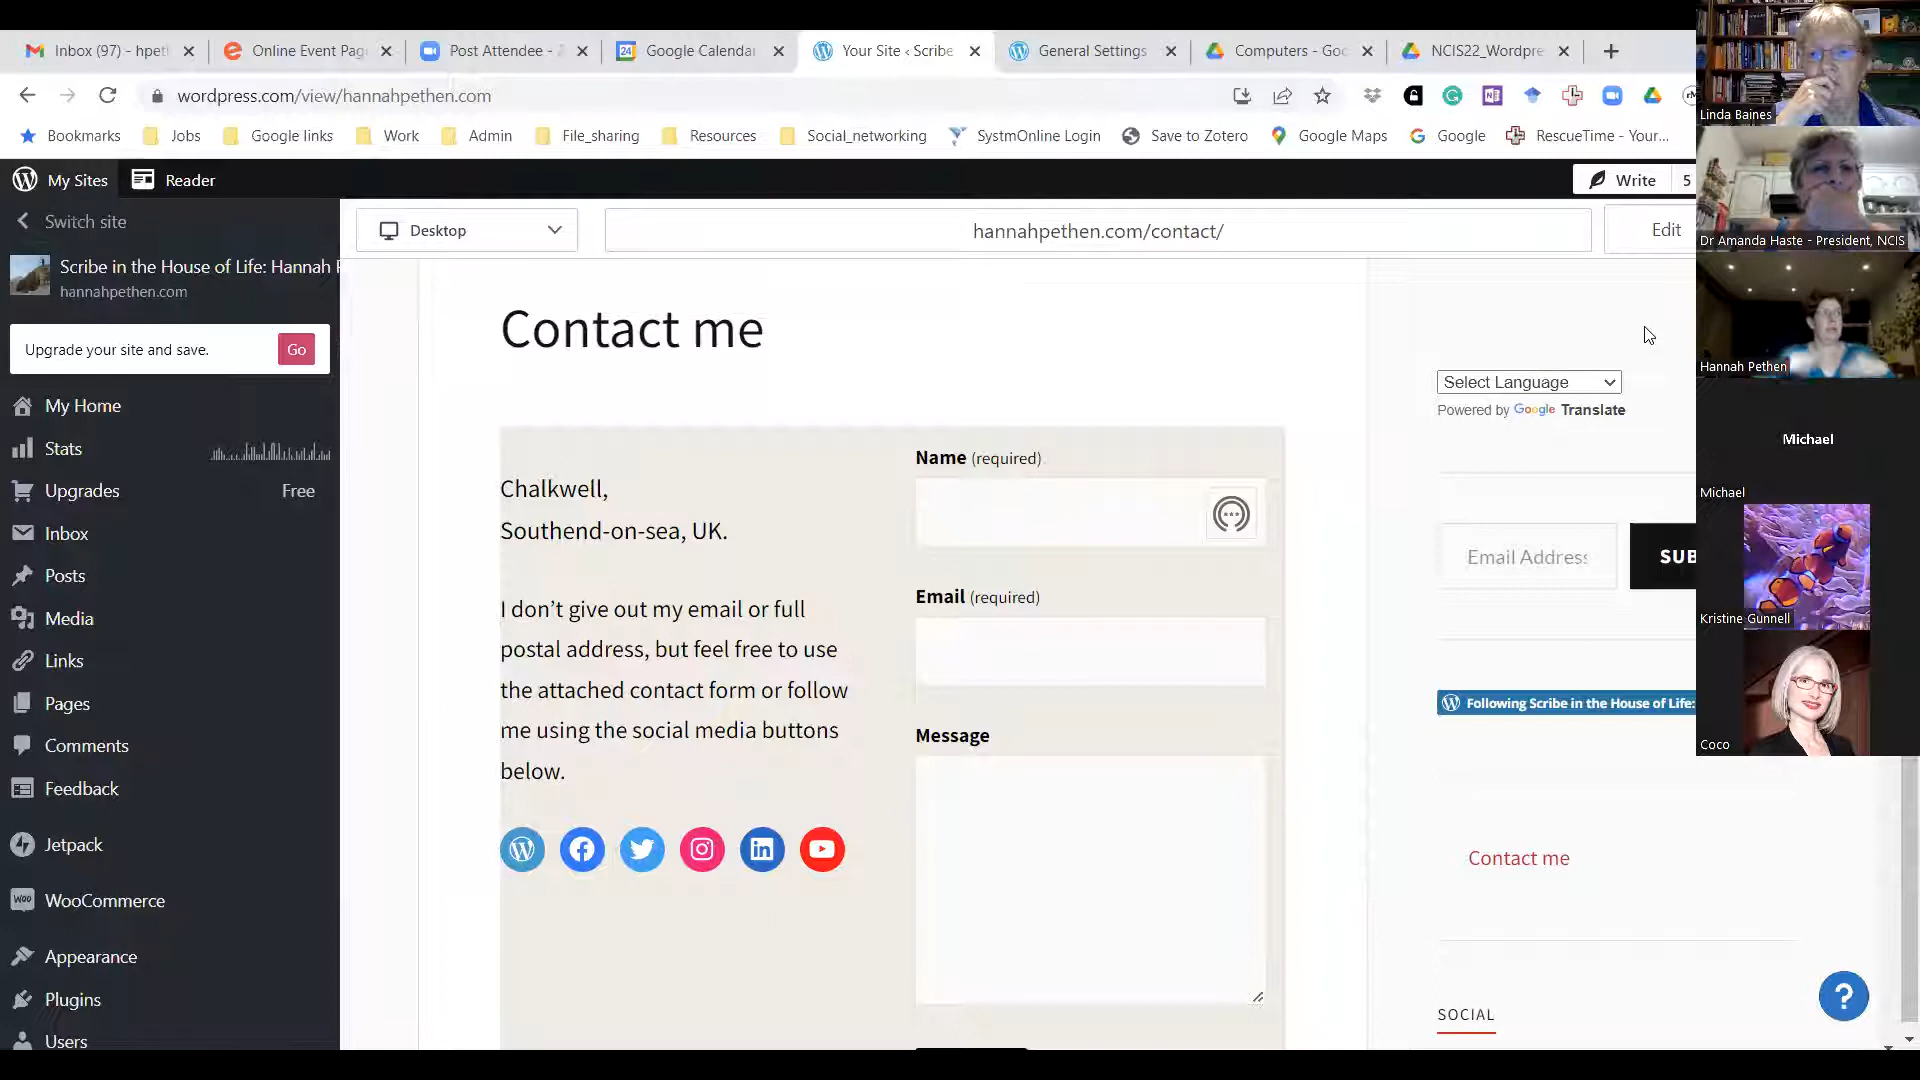 Inbox (97) - hpet
Online Event Pag
Post Attendee -
Google Calenda
Your Site ‹ Scribe
General Settings
Computers - Goo
NCIS22_Wordpre
wordpress.com/view/hannahpethen.com
Bookmarks
Jobs
Google links
Work
Admin
File_sharing
Resources
Social_networking
SystmOnline Login
Save to Zotero
Google Maps
Google
RescueTime - Your...
My Sites
Reader
Write
5
Switch site
Scribe in the House of Life: Hannah P
hannahpethen.com
Upgrade your site and save.
Go
My Home
Stats
Upgrades
Free
Inbox
Posts
Media
Links
Pages
Comments
Feedback
Jetpack
WooCommerce
Appearance
Plugins
Users
Desktop
hannahpethen.com/contact/
Edit
Contact me
Chalkwell,
Southend-on-sea, UK.
I don’t give out my email or full
postal address, but feel free to use
the attached contact form or follow
me using the social media buttons
below.
Name (required)
Email (required)
Message
Select Language
Powered by Google Translate
Email Address
SUB
Following Scribe in the House of Life:
Contact me
SOCIAL
Linda Baines
Dr Amanda Haste - President, NCIS
Hannah Pethen
Michael
Michael
Kristine Gunnell
Coco